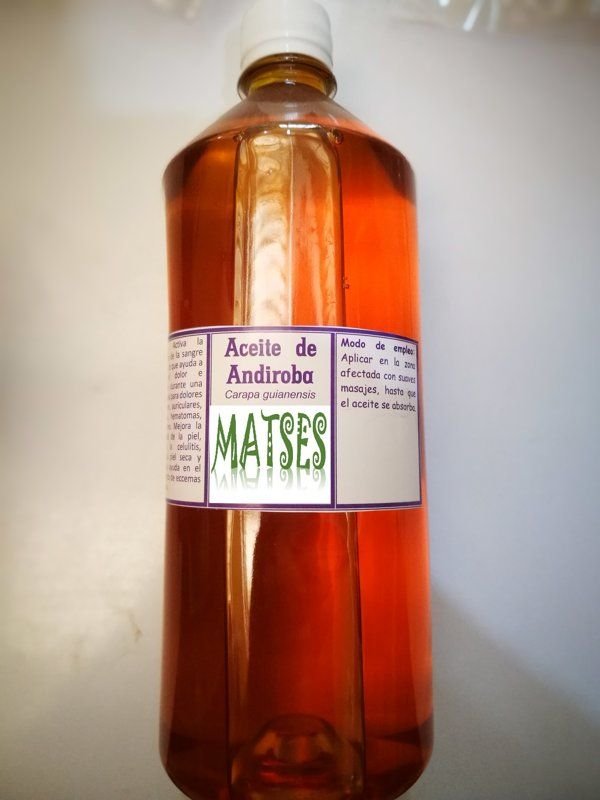 Activa la
de la sangre
que ayuda a
dolor e
durante una
para dolores
auriculares,
hematomas,
Mejora la
de la piel,
celulitis,
piel seca y
ayuda en el
de eccemas
Aceite de
Andiroba
Carapa guianensis
MATSES
Modo de empleo:
Aplicar en la zona
afectada con suaves
masajes, hasta que
el aceite se absorba.